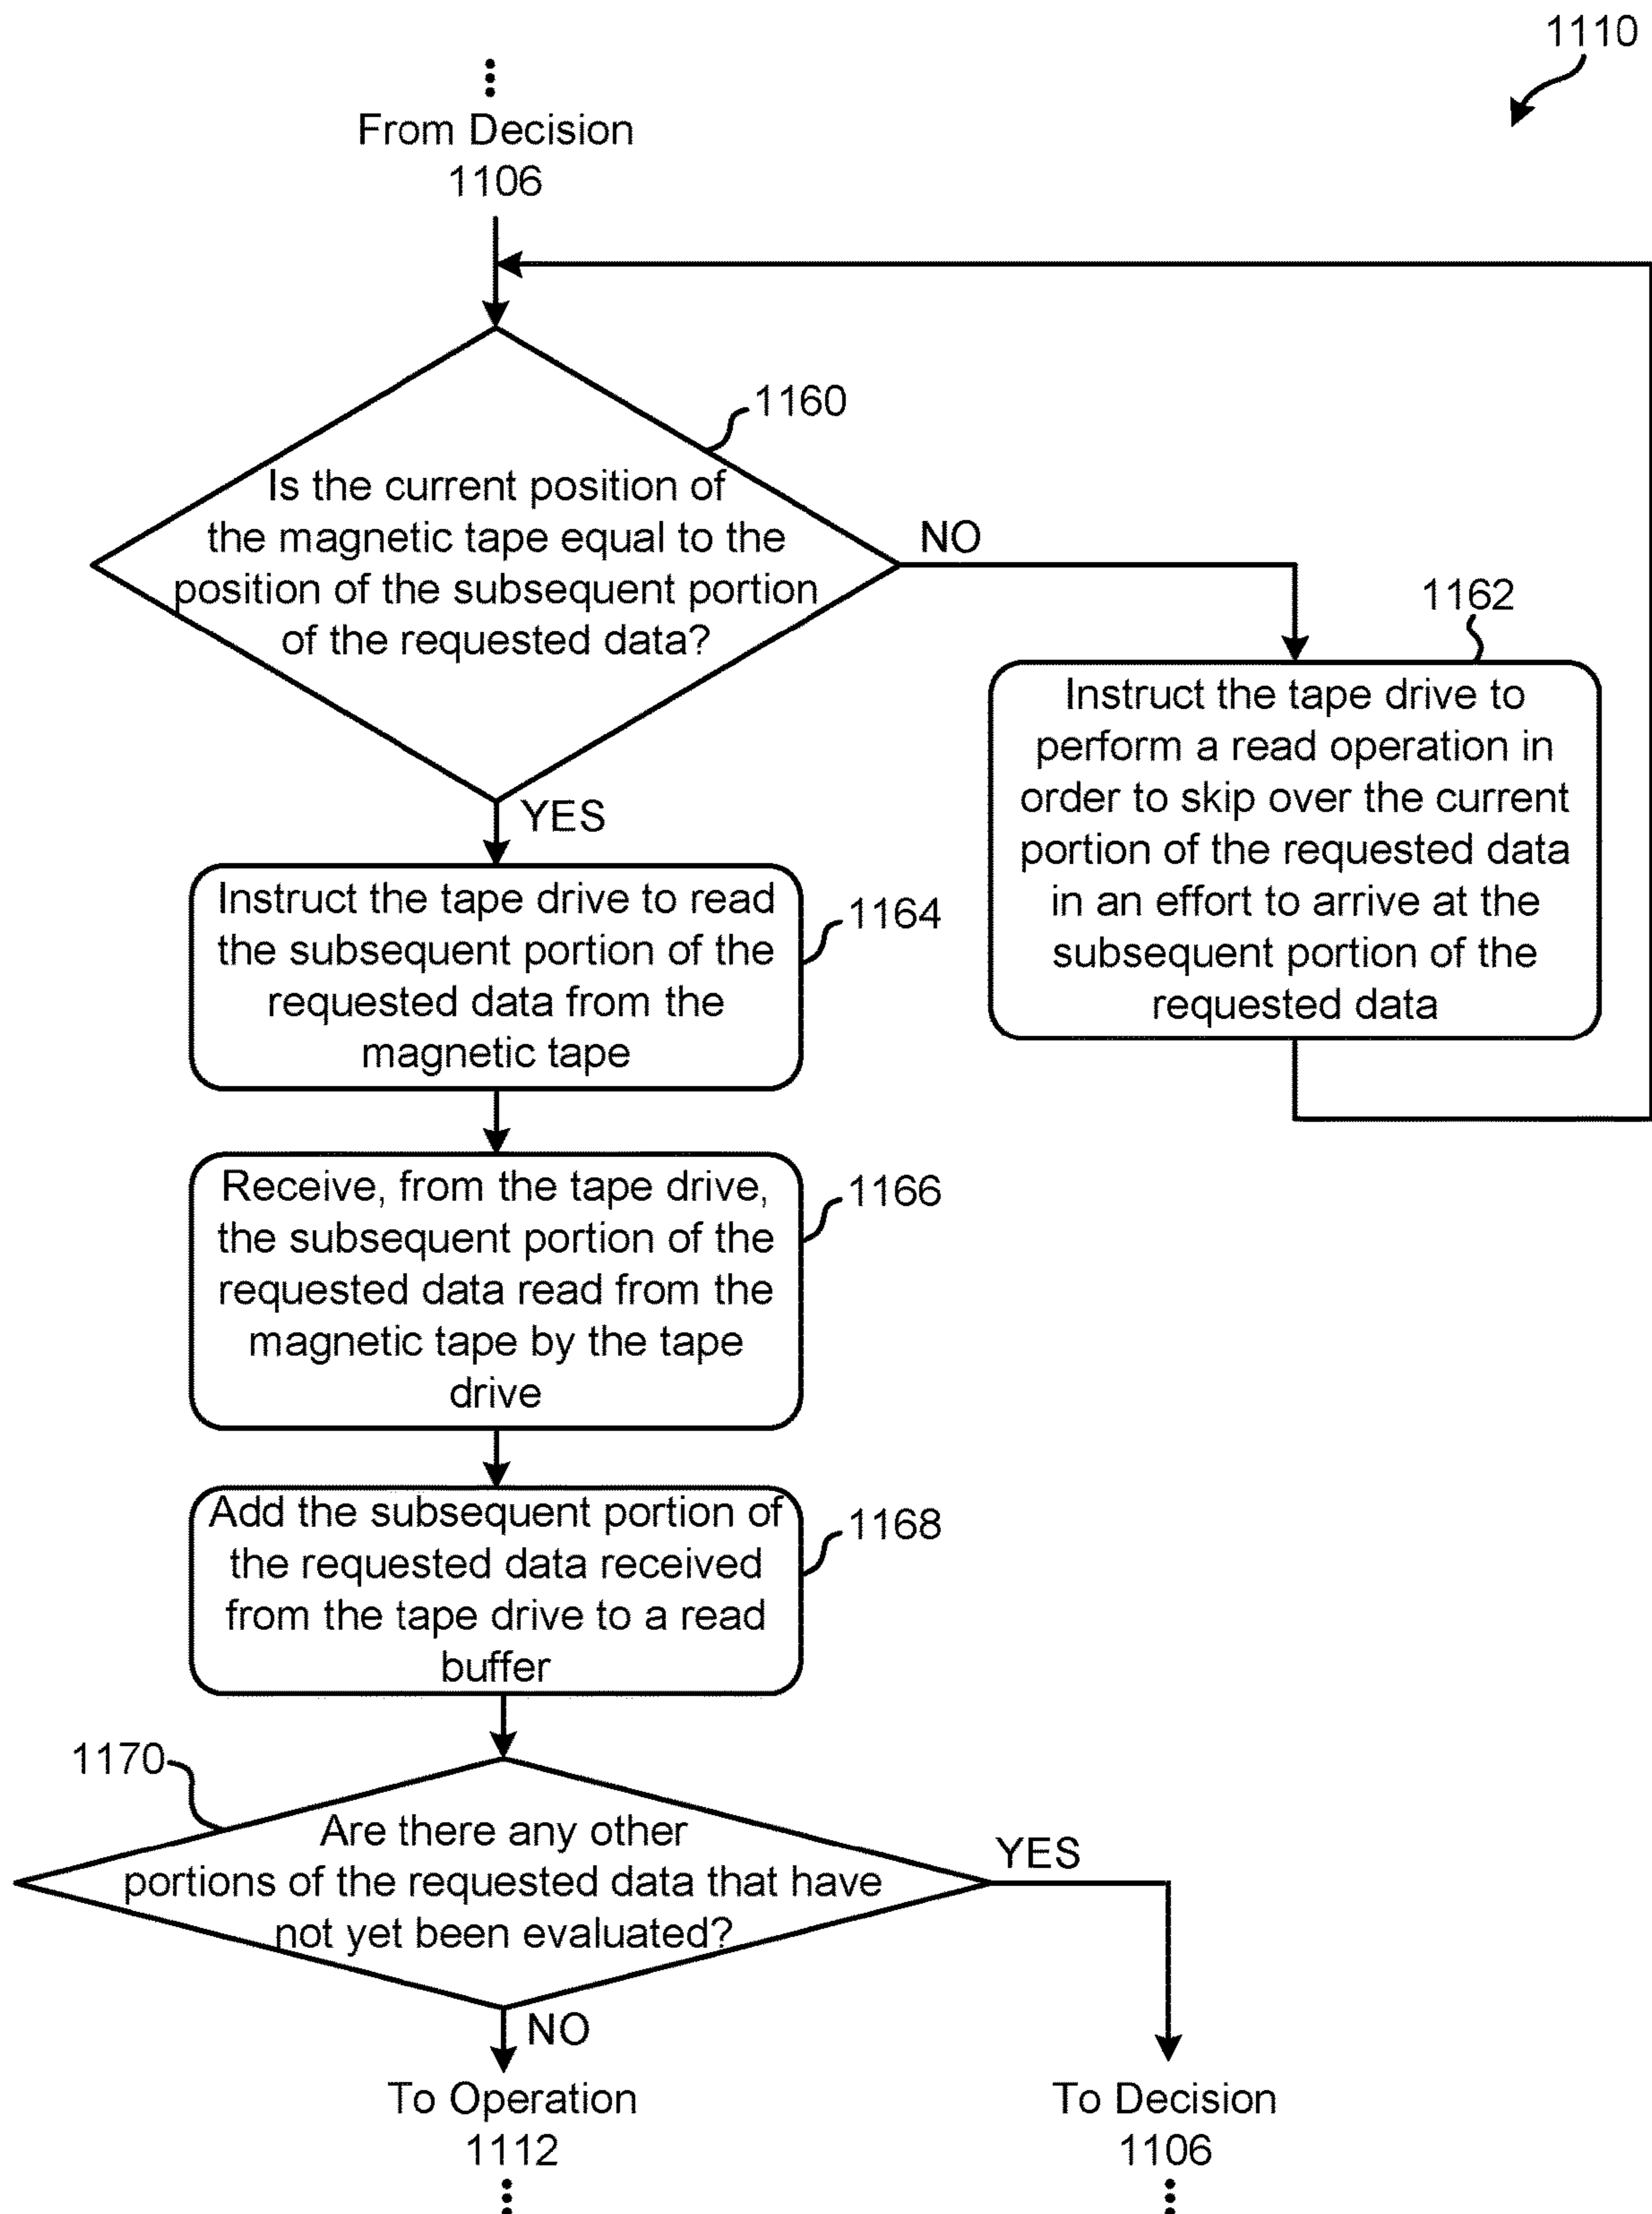 1110
From Decision
1106
1160
Is the current position of
the magnetic tape equal to the
position of the subsequent portion
of the requested data?
NO
YES
1162
Instruct the tape drive to
perform a read operation in
order to skip over the current
portion of the requested data
in an effort to arrive at the
subsequent portion of the
requested data
Instruct the tape drive to read
the subsequent portion of the
requested data from the
magnetic tape
1164
Receive, from the tape drive,
the subsequent portion of the
requested data read from the
magnetic tape by the tape
drive
1166
Add the subsequent portion of
the requested data received
from the tape drive to a read
buffer
1168
1170
Are there any other
portions of the requested data that have
not yet been evaluated?
YES
NO
To Operation
1112
To Decision
1106